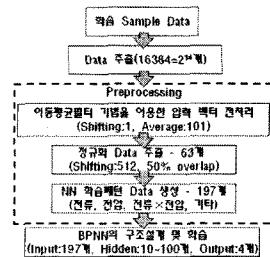 학습 Sample Data
Data 추출(16384=2¹⁴개)
Preprocessing
이동평균필터 기법을 이용한 입력 벡터 전처리
(Shifting:1, Average:101)
정규화 Data 추출 - 63개
(Shifting:512, 50% overlap)
NN 학습패턴 Data 생성 - 197개
(전류, 전압, 전류×전압, 기타)
BPNN의 구조설계 및 학습
(Input:197개, Hidden:10~100개, Output:4개)